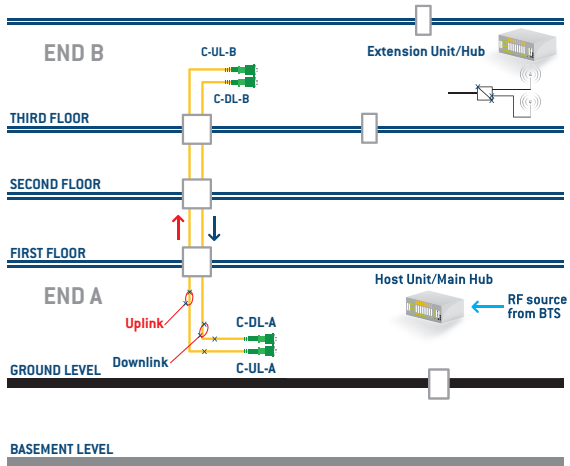 END B
C-UL-B
Extension Unit/Hub
C-DL-B
THIRD FLOOR
SECOND FLOOR
FIRST FLOOR
END A
Host Unit/Main Hub
RF source
from BTS
Uplink
C-DL-A
Downlink
C-UL-A
GROUND LEVEL
BASEMENT LEVEL